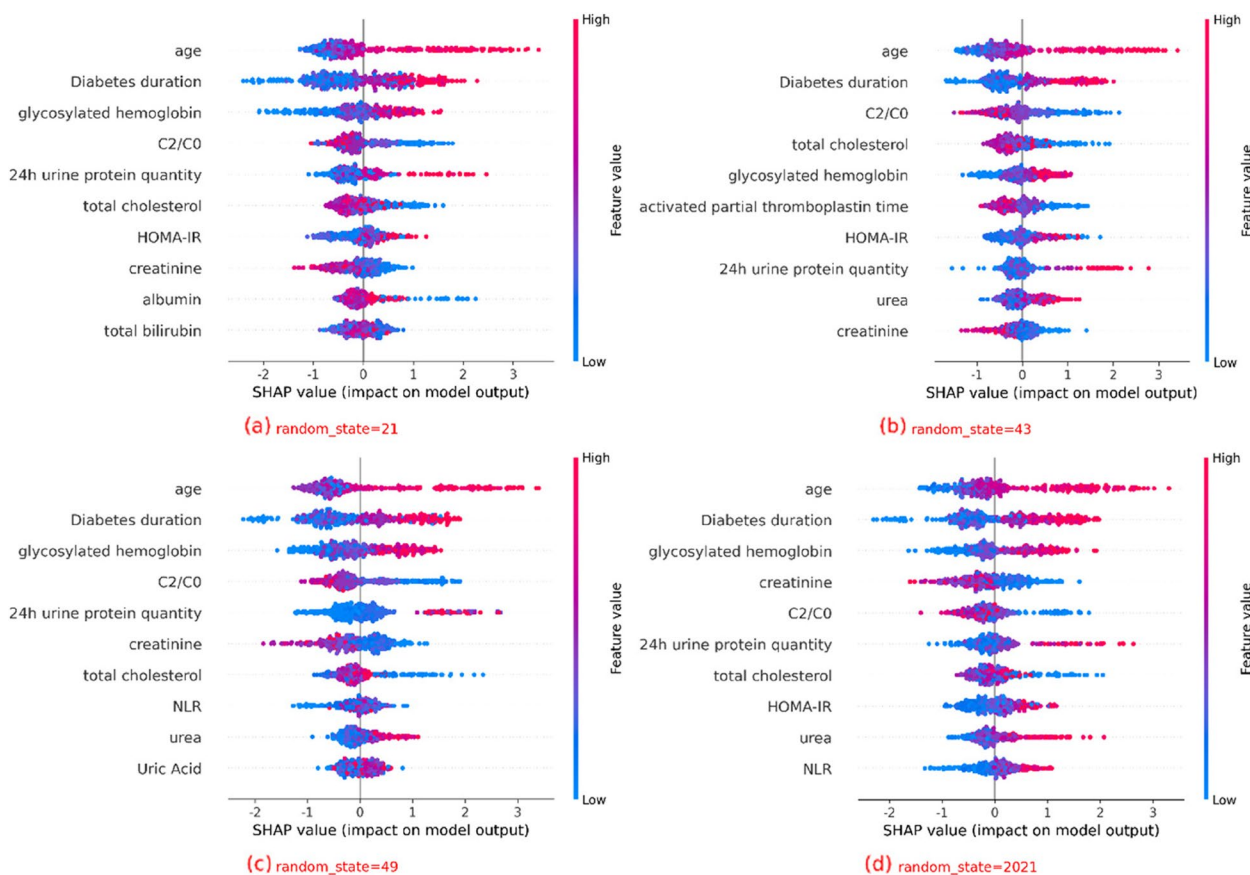 High
age
Diabetes duration
glycosylated hemoglobin
C2/C0
24h urine protein quantity
total cholesterol
HOMA-IR
creatinine
albumin
total bilirubin
Feature value
Low
-2 -1 0 1 2 3
SHAP value (impact on model output)
(a) random_state=21
High
age
Diabetes duration
C2/C0
total cholesterol
glycosylated hemoglobin
activated partial thromboplastin time
HOMA-IR
24h urine protein quantity
urea
creatinine
Feature value
Low
-1 0 1 2 3
SHAP value (impact on model output)
(b) random_state=43
High
age
Diabetes duration
glycosylated hemoglobin
C2/C0
24h urine protein quantity
creatinine
total cholesterol
NLR
urea
Uric Acid
Feature value
Low
-2 -1 0 1 2 3
SHAP value (impact on model output)
(c) random_state=49
High
age
Diabetes duration
glycosylated hemoglobin
creatinine
C2/C0
24h urine protein quantity
total cholesterol
HOMA-IR
urea
NLR
Feature value
Low
-2 -1 0 1 2 3
SHAP value (impact on model output)
(d) random_state=2021